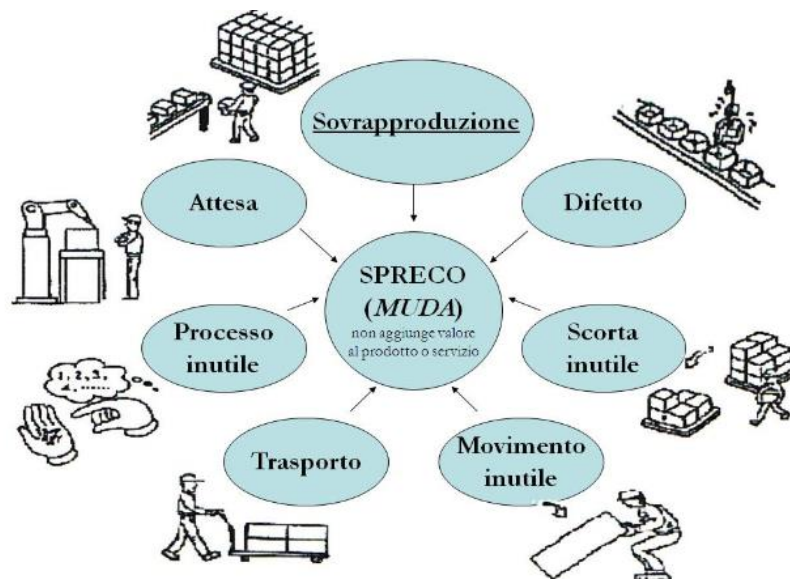 Sovrapproduzione
Attesa
Difetto
SPRECO
(MUDA)
non aggiunge valore
al prodotto o servizio
Processo
inutile
Scorta
inutile
1, 2, 3,
Trasporto
Movimento
inutile